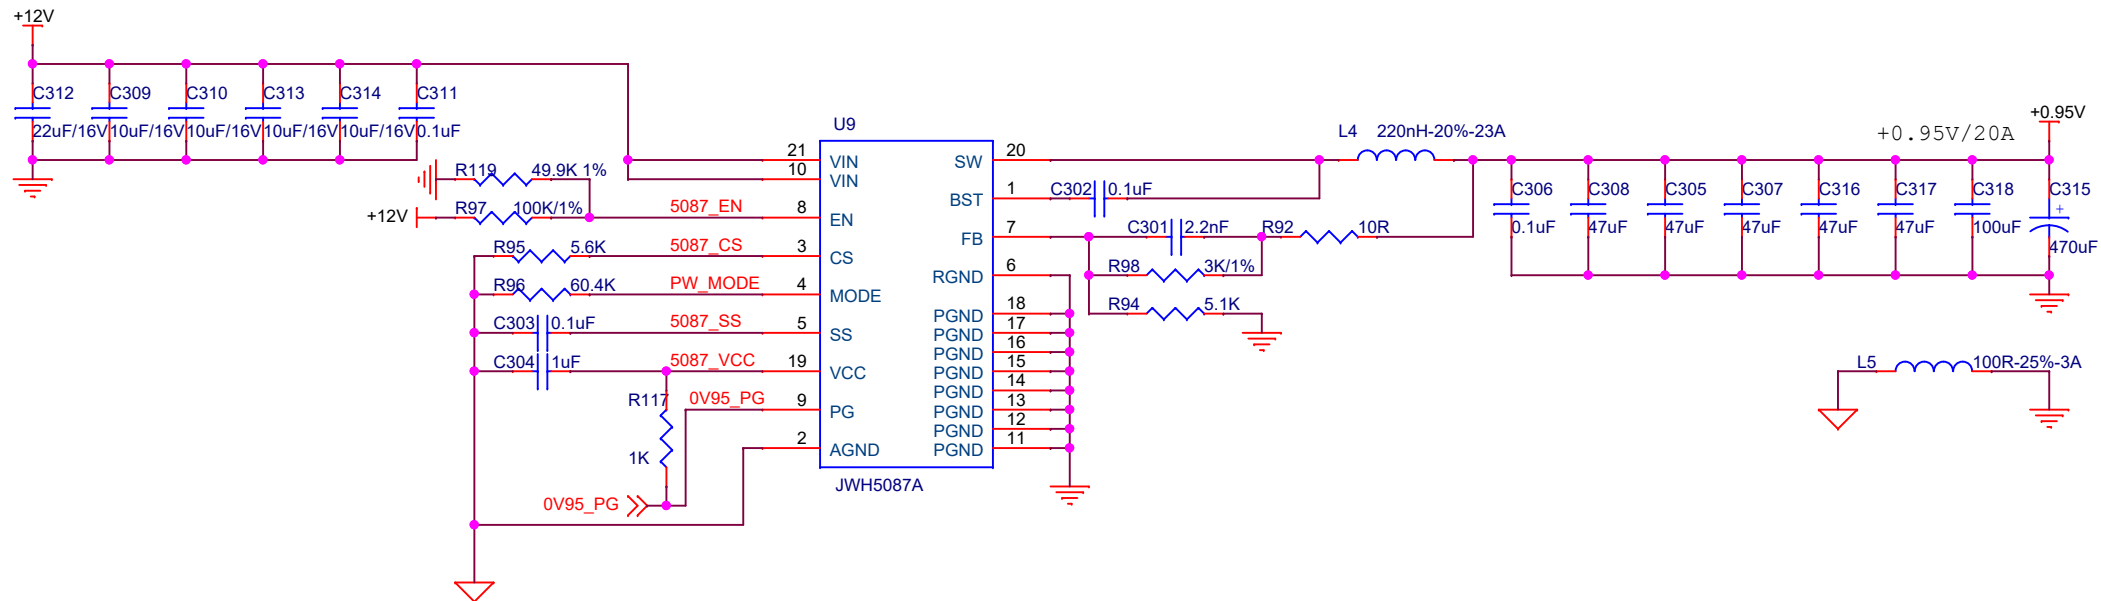 +12V
C312 C309 C310 C313 C314 C311
22uF/16V 10uF/16V 10uF/16V 10uF/16V 10uF/16V 0.1uF
U9
21 VIN
10 VIN
R119 49.9K 1%
+12V R97 100K/1% 5087_EN 8 EN
R95 5.6K 5087_CS 3 CS
R96 60.4K PW_MODE 4 MODE
C303 0.1uF 5087_SS 5 SS
C304 1uF 5087_VCC 19 VCC
R117 0V95_PG 9 PG
1K
2 AGND
0V95_PG
JWH5087A
SW 20
BST 1
FB 7
RGND 6
PGND 18
PGND 17
PGND 16
PGND 15
PGND 14
PGND 13
PGND 12
PGND 11
L4 220nH-20%-23A
C302 0.1uF
C301 2.2nF R92 10R
R98 3K/1%
R94 5.1K
+0.95V
+0.95V/20A
C306 C308 C305 C307 C316 C317 C318 C315
+
0.1uF 47uF 47uF 47uF 47uF 47uF 100uF 470uF
L5 100R-25%-3A